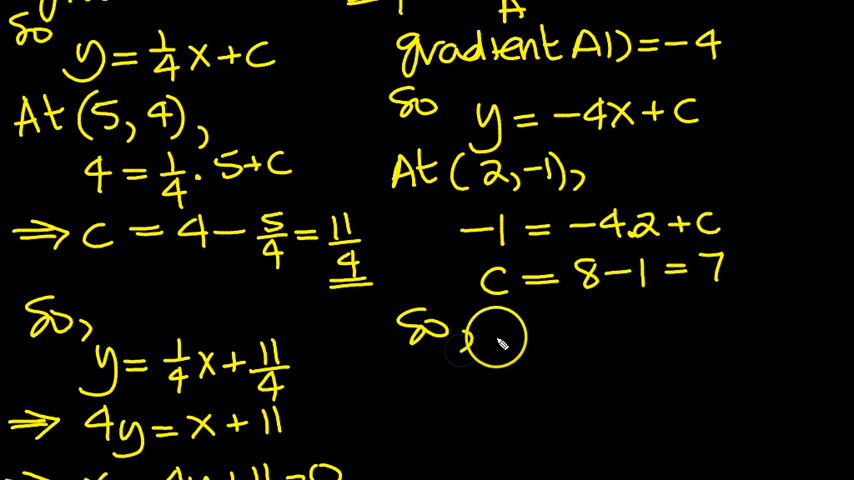 So
y = 1/4 x + c
At (5, 4),
4 = 1/4 . 5 + c
⇒ c = 4 - 5/4 = 11/4
So,
y = 1/4 x + 11/4
⇒ 4y = x + 11
A
gradient AD = -4
So y = -4x + c
At (2, -1),
-1 = -4.2 + c
c = 8 - 1 = 7
So,